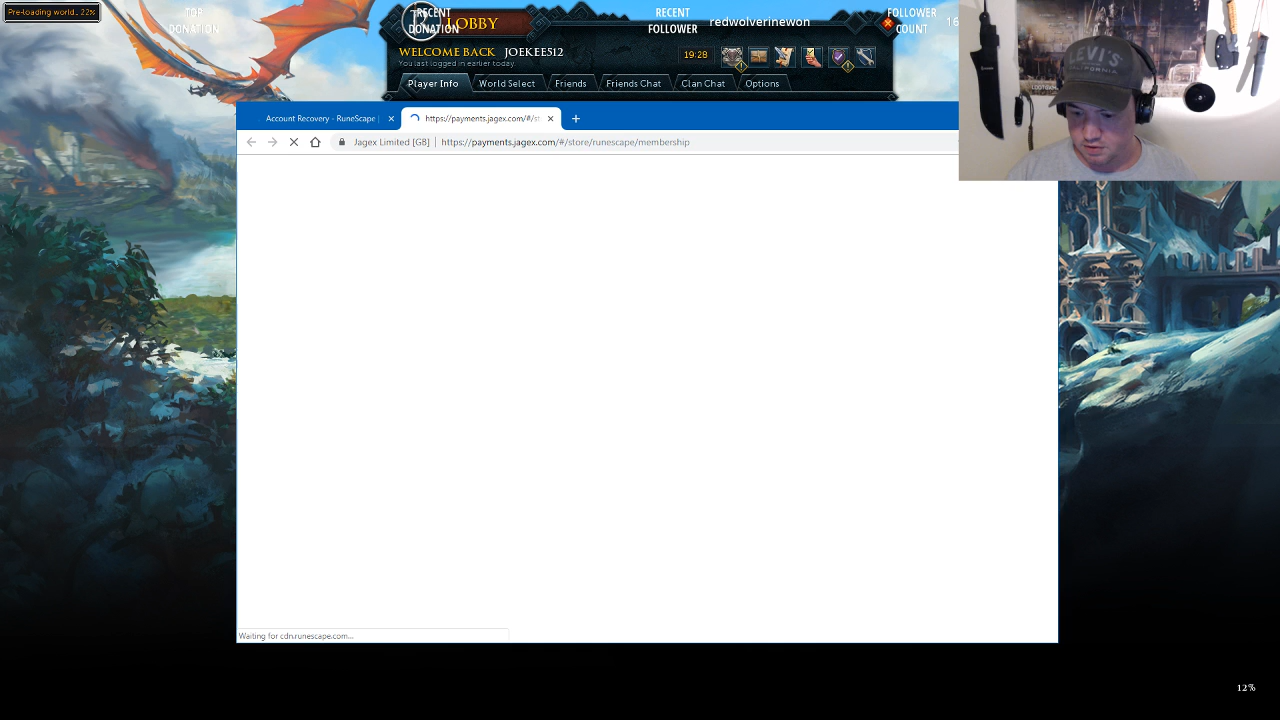 Pre-loading world.. 22%
TOP
DONATION
RECENT
DONATION
LOBBY
RECENT
FOLLOWER
redwolverinewon
FOLLOWER
COUNT
16
WELCOME BACK JOEKEE512
You last logged in earlier today.
19:28
Player Info
World Select
Friends
Friends Chat
Clan Chat
Options
Account Recovery - RuneScape |
https://payments.jagex.com/#/st
Jagex Limited [GB] | https://payments.jagex.com/#/store/runescape/membership
LEVI'S
CALIFORNIA
Waiting for cdn.runescape.com...
12%